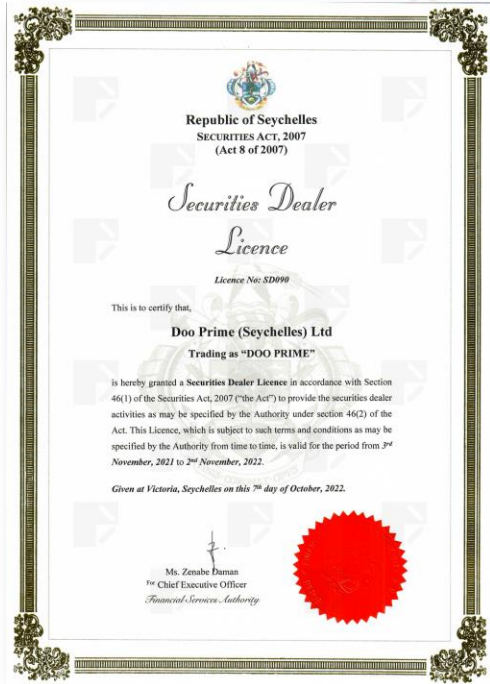 Republic of Seychelles
SECURITIES ACT, 2007
(Act 8 of 2007)
Securities Dealer
Licence
Licence No: SD090
This is to certify that,
Doo Prime (Seychelles) Ltd
Trading as “DOO PRIME”
is hereby granted a Securities Dealer Licence in accordance with Section
46(1) of the Securities Act, 2007 (“the Act”) to provide the securities dealer
activities as may be specified by the Authority under section 46(2) of the
Act. This Licence, which is subject to such terms and conditions as may be
specified by the Authority from time to time, is valid for the period from 3rd
November, 2021 to 2nd November, 2022.
Given at Victoria, Seychelles on this 7th day of October, 2022.
Ms. Zenabe Daman
For Chief Executive Officer
Financial Services Authority